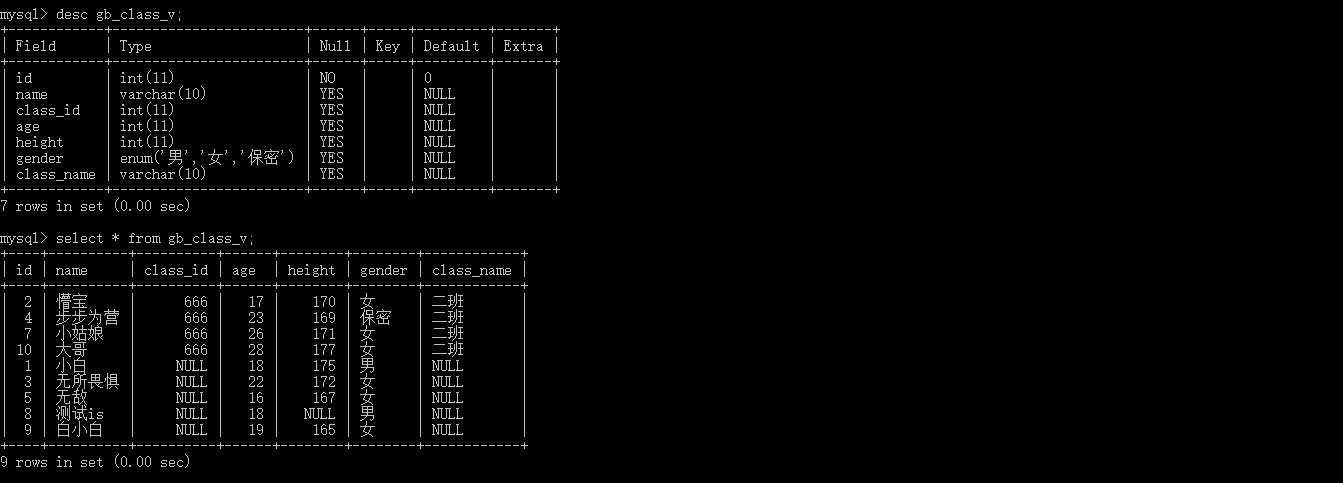 mysql> desc gb_class_v;
+------------+-------------------------+------+-----+---------+-------+
| Field      | Type                    | Null | Key | Default | Extra |
+------------+-------------------------+------+-----+---------+-------+
| id         | int(11)                 | NO   |     | 0       |       |
| name       | varchar(10)             | YES  |     | NULL    |       |
| class_id   | int(11)                 | YES  |     | NULL    |       |
| age        | int(11)                 | YES  |     | NULL    |       |
| height     | int(11)                 | YES  |     | NULL    |       |
| gender     | enum('男','女','保密')  | YES  |     | NULL    |       |
| class_name | varchar(10)             | YES  |     | NULL    |       |
+------------+-------------------------+------+-----+---------+-------+
7 rows in set (0.00 sec)
mysql> select * from gb_class_v;
+----+----------+----------+-----+--------+--------+------------+
| id | name     | class_id | age | height | gender | class_name |
+----+----------+----------+-----+--------+--------+------------+
|  2 | 懵宝     |      666 |  17 |    170 | 女     | 二班       |
|  4 | 步步为营 |      666 |  23 |    169 | 保密   | 二班       |
|  7 | 小姑娘   |      666 |  26 |    171 | 女     | 二班       |
| 10 | 大哥     |      666 |  28 |    177 | 女     | 二班       |
|  1 | 小白     |     NULL |  18 |    175 | 男     | NULL       |
|  3 | 无所畏惧 |     NULL |  22 |    172 | 女     | NULL       |
|  5 | 无敌     |     NULL |  16 |    167 | 女     | NULL       |
|  8 | 测试is   |     NULL |  18 |   NULL | 男     | NULL       |
|  9 | 白小白   |     NULL |  19 |    165 | 女     | NULL       |
+----+----------+----------+-----+--------+--------+------------+
9 rows in set (0.00 sec)